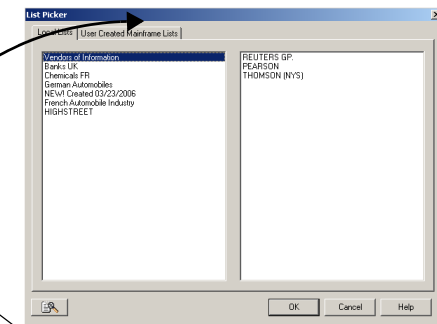 List Picker
Local Lists User Created Mainframe Lists
Vendors of Information
Banks UK
Chemicals FR
German Automobiles
NEW! Created 03/23/2006
French Automobile Industry
HIGHSTREET
REUTERS GP.
PEARSON
THOMSON (NYS)
OK Cancel Help